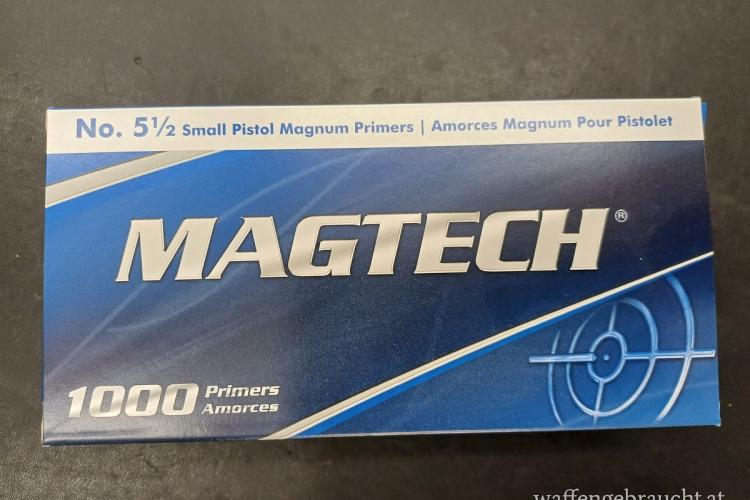 No. 5½ Small Pistol Magnum Primers | Amorces Magnum Pour Pistolet
MAGTECH®
1000 Primers
Amorces
waffengebraucht.at